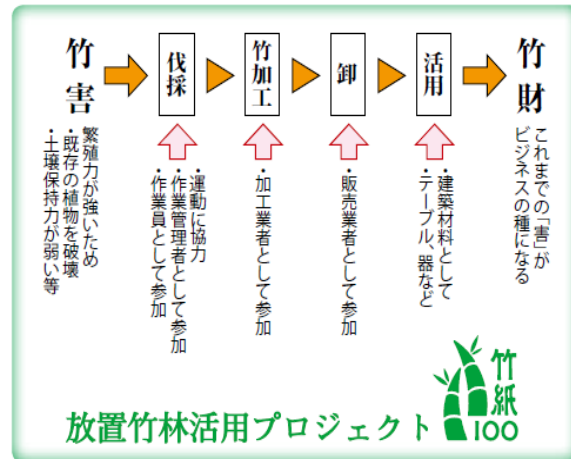 竹害
伐採
竹加工
卸
活用
竹財
繁殖力が強いため
・既存の植物を破壊
・土壌保持力が弱い等
・運動に協力
・作業管理者として参加
・作業員として参加
・加工業者として参加
・販売業者として参加
・建築材料として
・テーブル、器など
これまでの「害」が
ビジネスの種になる
放置竹林活用プロジェクト
竹紙
100